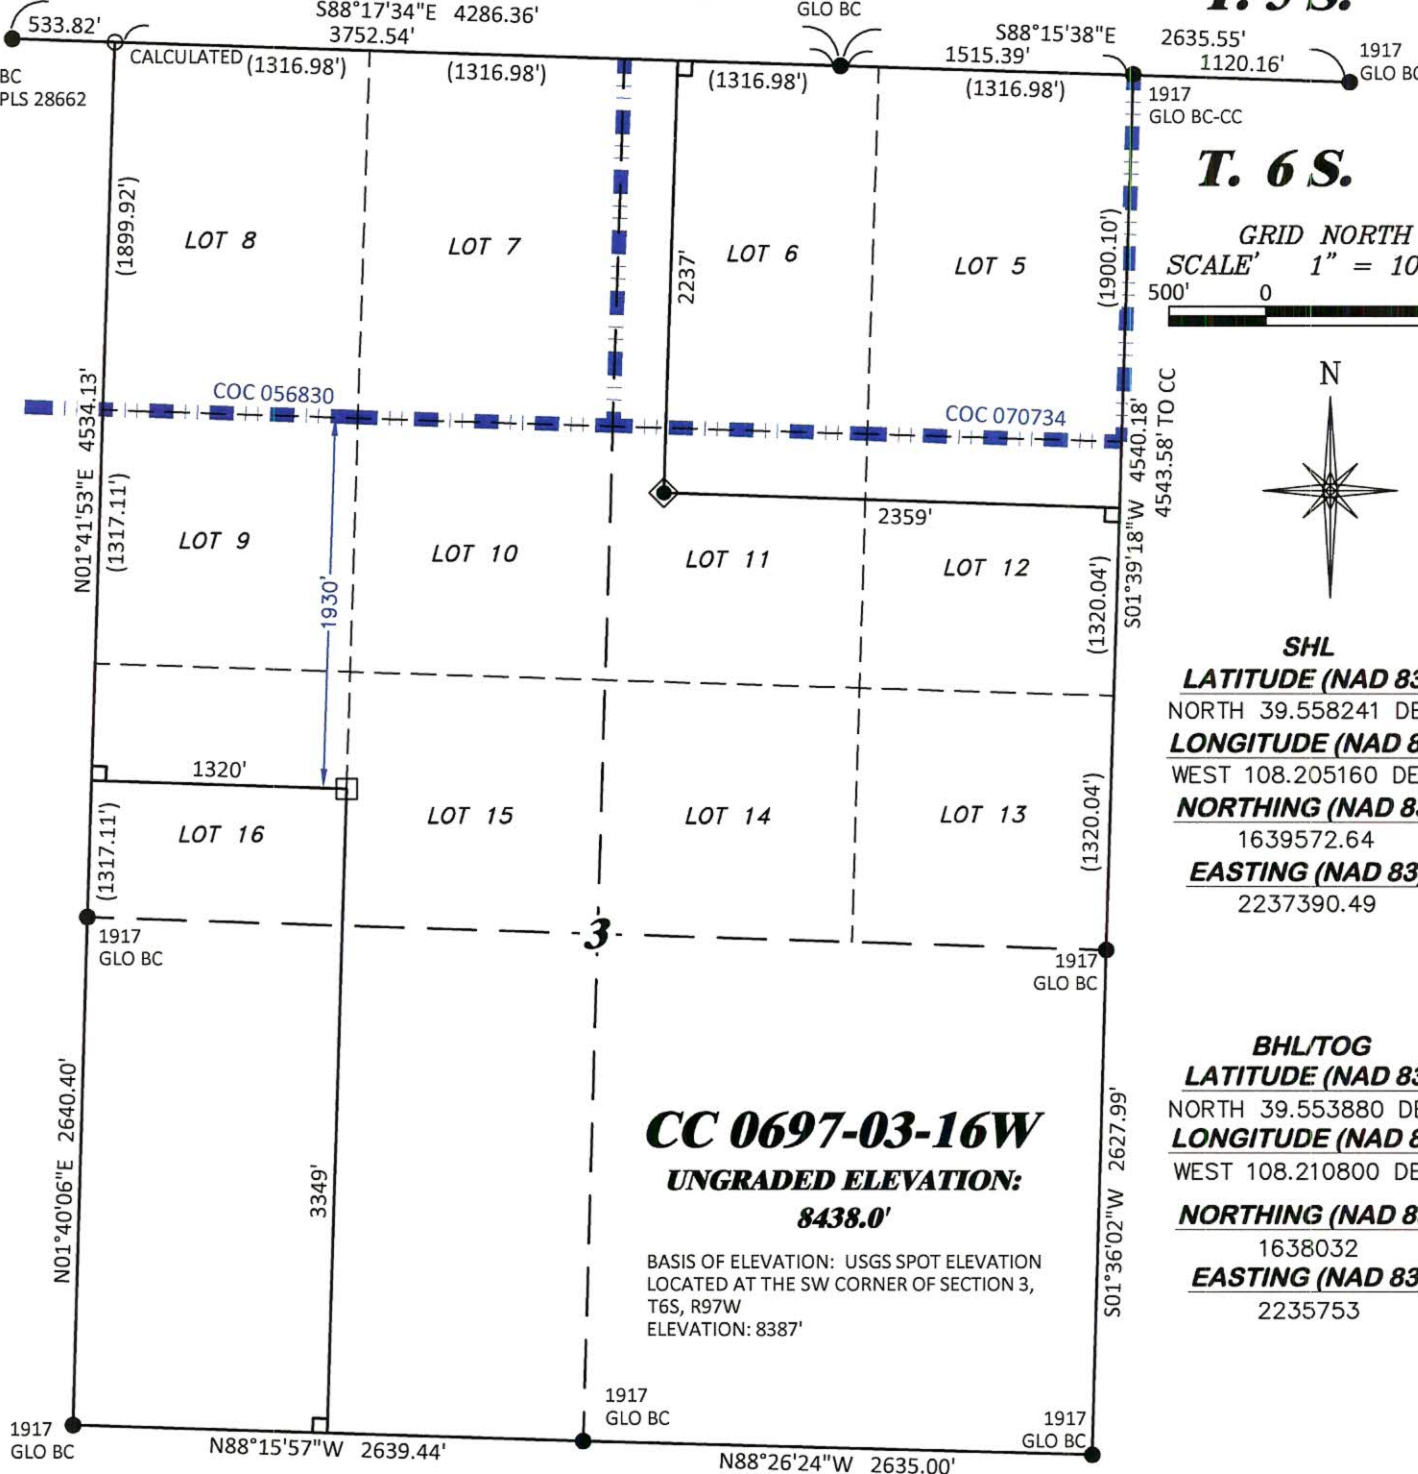 T. 5 S.
533.82'
S88°17'34"E 4286.36'
3752.54'
GLO BC
S88°15'38"E
1515.39'
2635.55'
1120.16'
1917
GLO BC
BC
PLS 28662
CALCULATED
(1316.98')
(1316.98')
(1316.98')
(1316.98')
1917
GLO BC-CC
T. 6 S.
GRID NORTH
SCALE' 1" = 10
500' 0
N
(1899.92')
LOT 8
LOT 7
LOT 6
LOT 5
2237'
(1900.10')
COC 056830
COC 070734
N01°41'53"E 4534.13'
(1317.11')
S01°39'18"W 4540.18'
4543.58' TO CC
2359'
LOT 9
LOT 10
LOT 11
LOT 12
1930'
(1320.04')
1320'
LOT 16
LOT 15
LOT 14
LOT 13
(1317.11')
(1320.04')
SHL
LATITUDE (NAD 83
NORTH 39.558241 DE
LONGITUDE (NAD 8
WEST 108.205160 DE
NORTHING (NAD 83
1639572.64
EASTING (NAD 83
2237390.49
1917
GLO BC
3
1917
GLO BC
N01°40'06"E 2640.40'
3349'
CC 0697-03-16W
UNGRADED ELEVATION:
8438.0'
BASIS OF ELEVATION: USGS SPOT ELEVATION
LOCATED AT THE SW CORNER OF SECTION 3,
T6S, R97W
ELEVATION: 8387'
S01°36'02"W 2627.99'
BHL/TOG
LATITUDE (NAD 83
NORTH 39.553880 DE
LONGITUDE (NAD 8
WEST 108.210800 DE
NORTHING (NAD 8
1638032
EASTING (NAD 83
2235753
1917
GLO BC
N88°15'57"W 2639.44'
1917
GLO BC
N88°26'24"W 2635.00'
1917
GLO BC